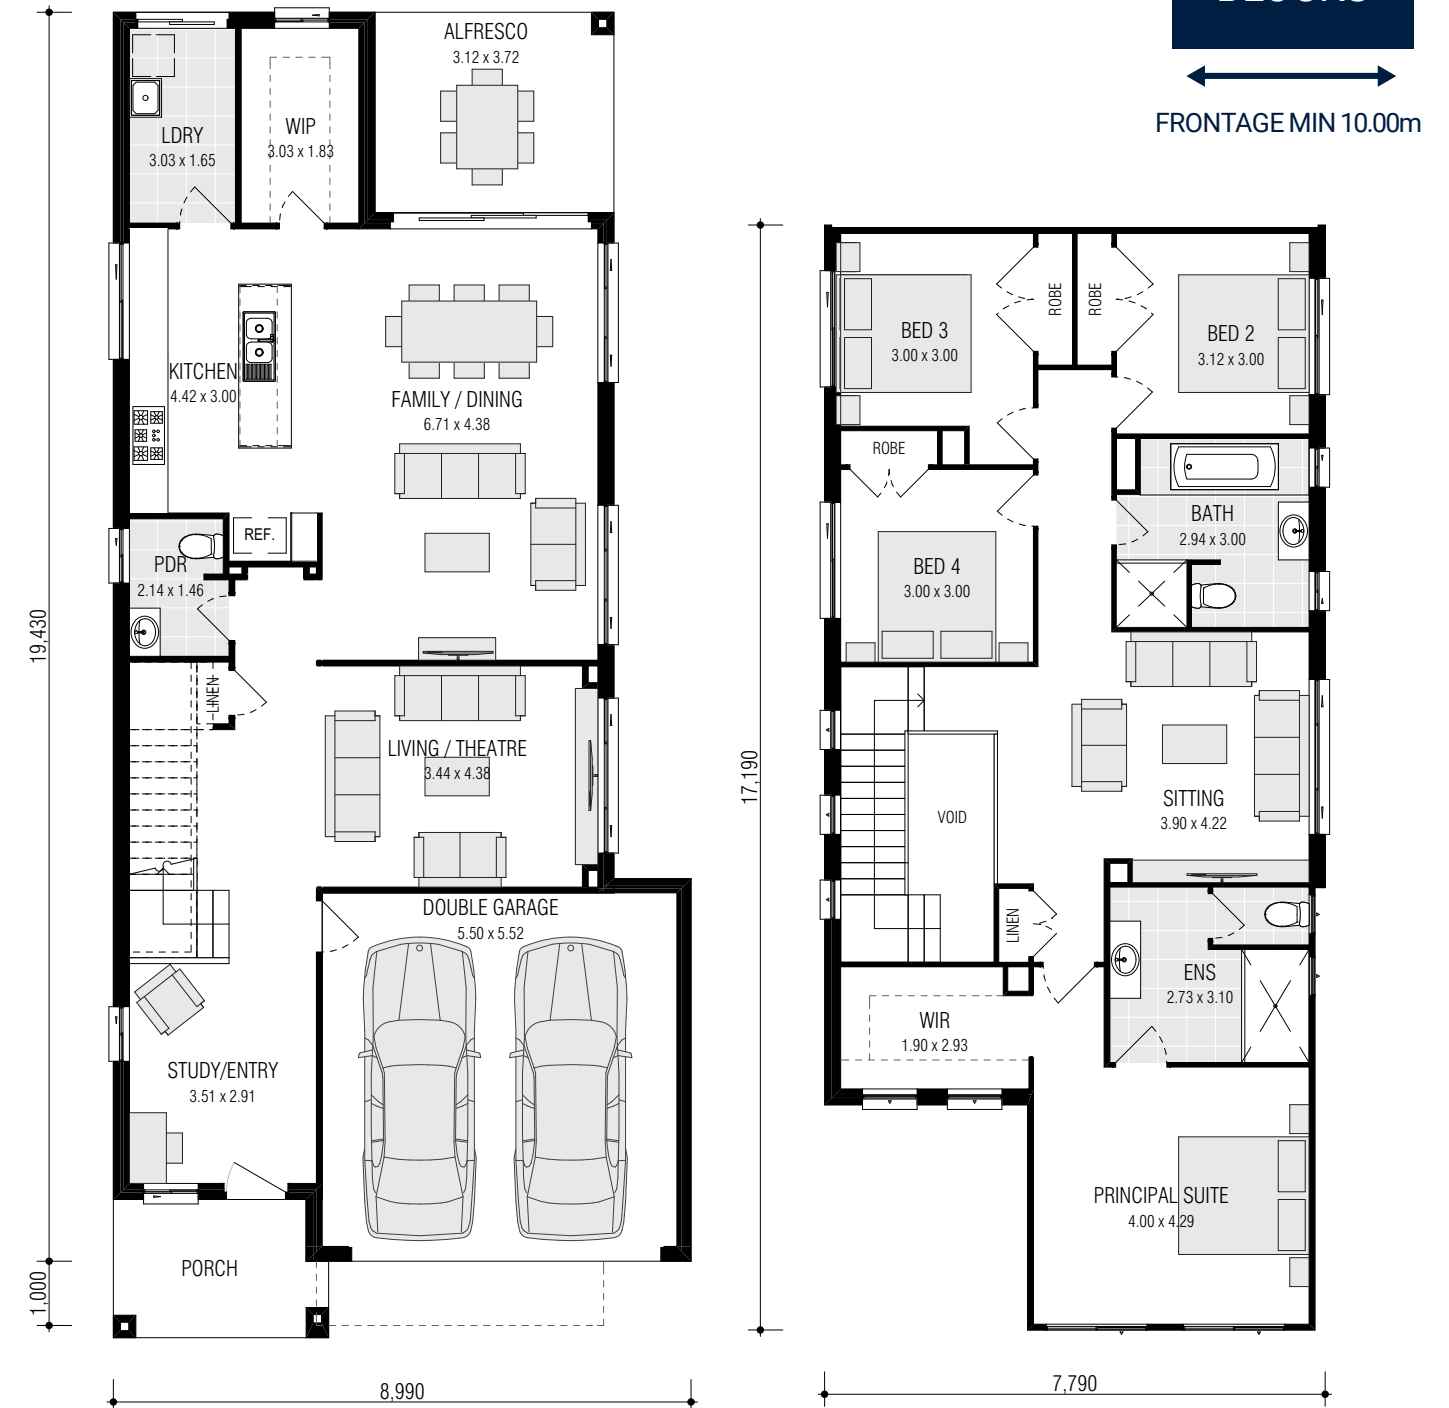 FRONTAGE MIN 10.00m
ALFRESCO
3.12 x 3.72
LDRY
3.03 x 1.65
WIP
3.03 x 1.83
KITCHEN
4.42 x 3.00
FAMILY / DINING
6.71 x 4.38
REF.
PDR
2.14 x 1.46
LINEN
LIVING / THEATRE
3.44 x 4.38
DOUBLE GARAGE
5.50 x 5.52
STUDY/ENTRY
3.51 x 2.91
PORCH
19,430
1,000
8,990
BED 3
3.00 x 3.00
ROBE
ROBE
BED 2
3.12 x 3.00
ROBE
BATH
2.94 x 3.00
BED 4
3.00 x 3.00
SITTING
3.90 x 4.22
VOID
LINEN
ENS
2.73 x 3.10
WIR
1.90 x 2.93
PRINCIPAL SUITE
4.00 x 4.29
17,190
7,790